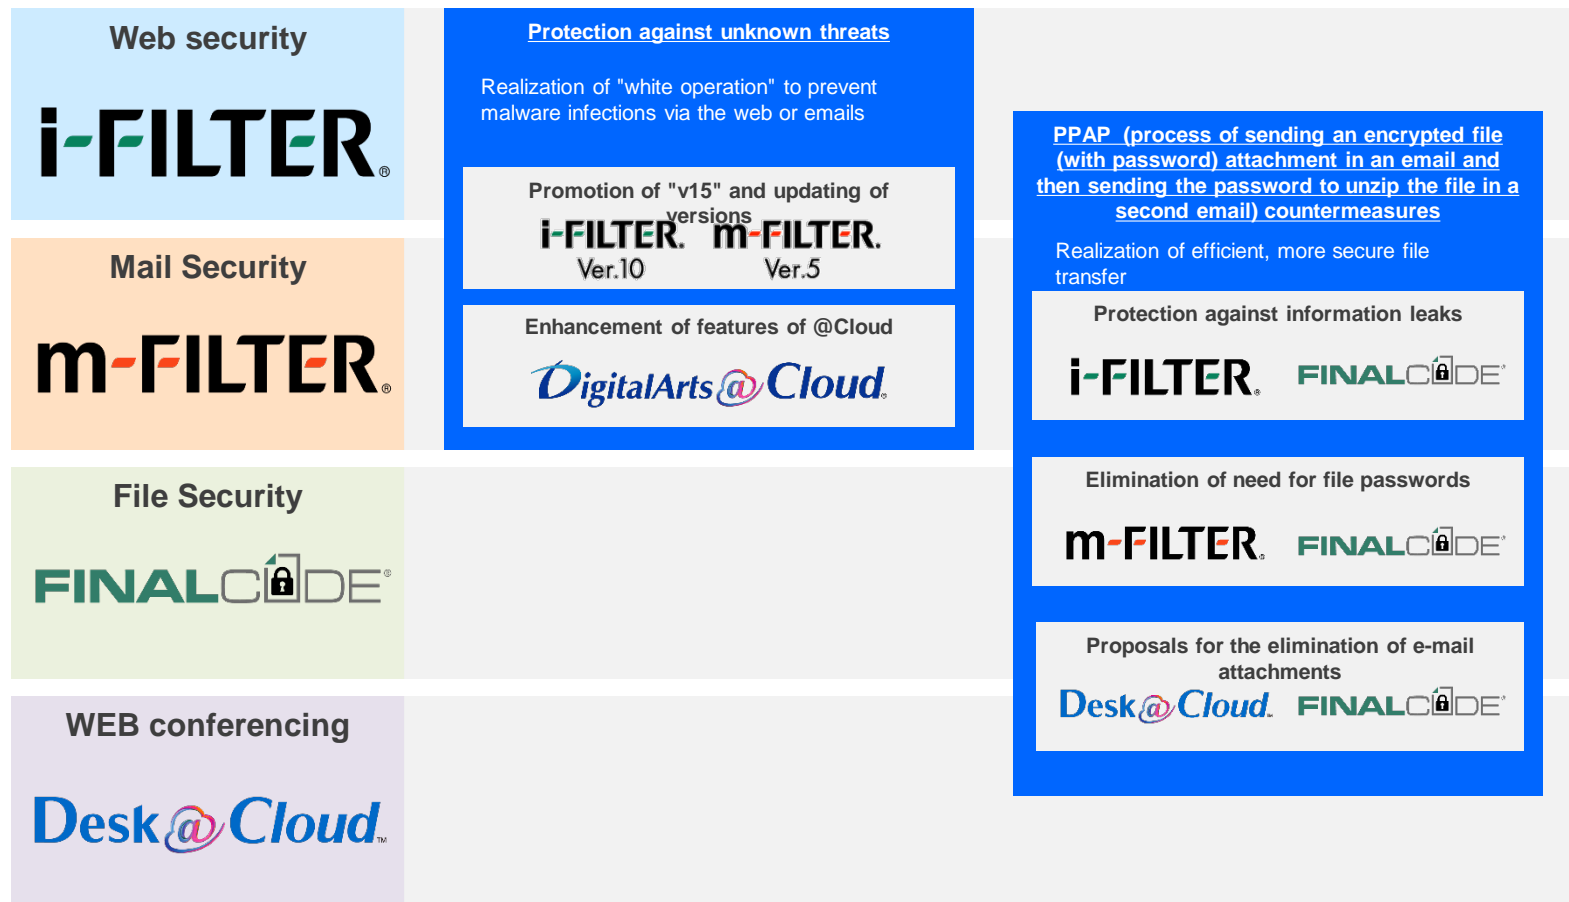 Web security
i-FILTER®
Mail Security
m-FILTER®
File Security
FINALCODE®
WEB conferencing
Desk@Cloud™
Protection against unknown threats
Realization of "white operation" to prevent
malware infections via the web or emails
Promotion of "v15" and updating of
versions
i-FILTER. m-FILTER.
Ver.10 Ver.5
Enhancement of features of @Cloud
DigitalArts@Cloud®
PPAP (process of sending an encrypted file
(with password) attachment in an email and
then sending the password to unzip the file in a
second email) countermeasures
Realization of efficient, more secure file
transfer
Protection against information leaks
i-FILTER® FINALCODE®
Elimination of need for file passwords
m-FILTER® FINALCODE®
Proposals for the elimination of e-mail
attachments
Desk@Cloud™ FINALCODE®